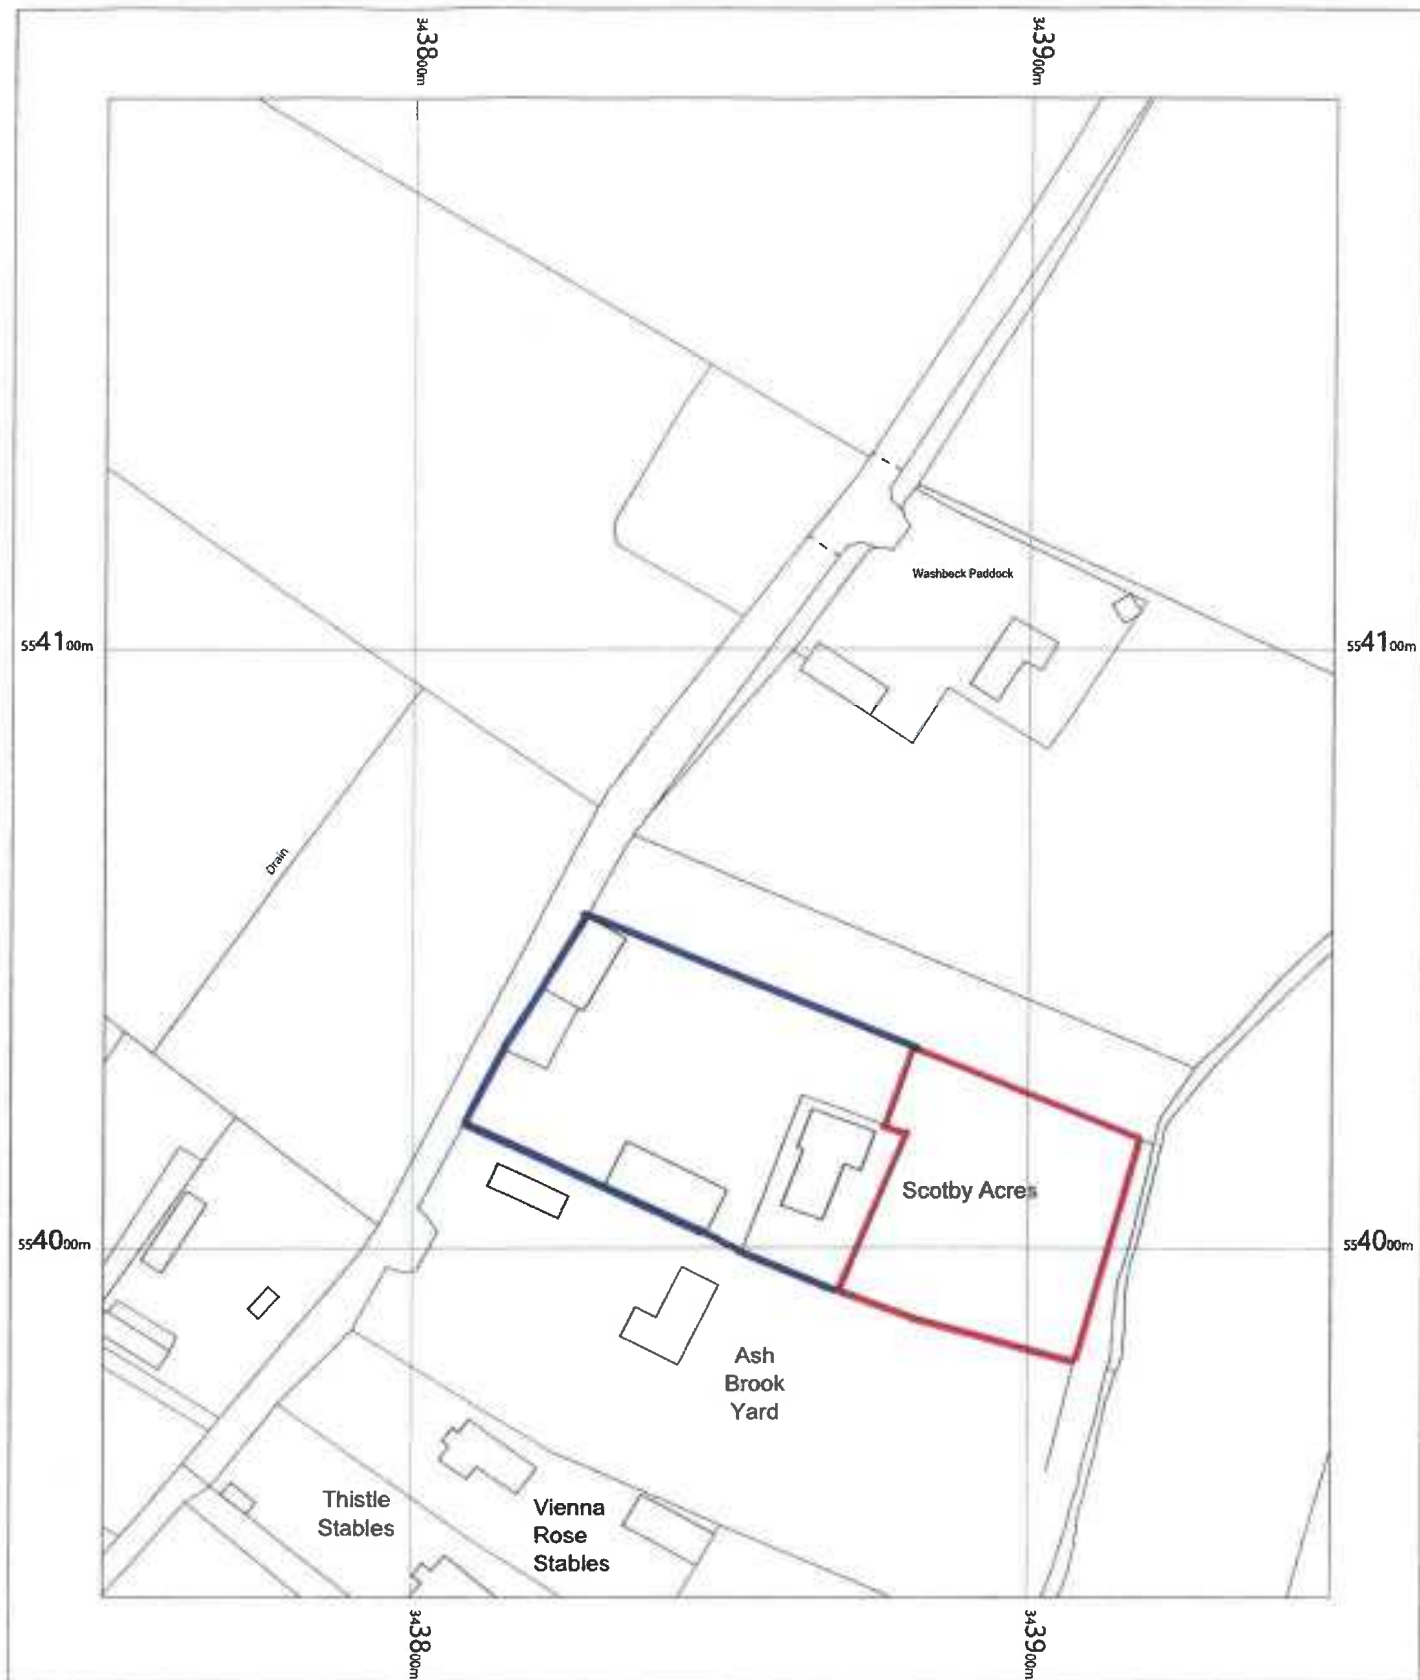 343800m
343900m
Washbeck Paddock
554100m
554100m
Drain
Scotby Acres
554000m
554000m
Ash
Brook
Yard
Thistle
Stables
Vienna
Rose
Stables
343800m
343900m